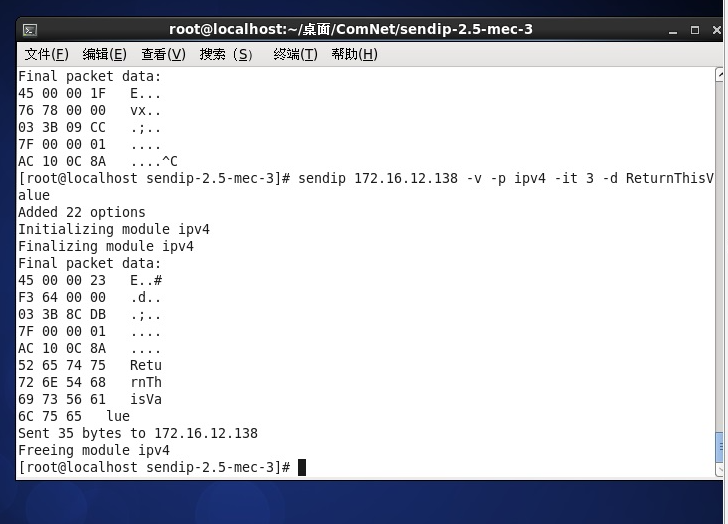 root@localhost:~/桌面/ComNet/sendip-2.5-mec-3
文件(F) 编辑(E) 查看(V) 搜索(S) 终端(T) 帮助(H)
Final packet data:
45 00 00 1F   E...
76 78 00 00   vx..
03 3B 09 CC   .;..
7F 00 00 01   ....
AC 10 0C 8A   ....^C
[root@localhost sendip-2.5-mec-3]# sendip 172.16.12.138 -v -p ipv4 -it 3 -d ReturnThisV
alue
Added 22 options
Initializing module ipv4
Finalizing module ipv4
Final packet data:
45 00 00 23   E..#
F3 64 00 00   .d..
03 3B 8C DB   .;..
7F 00 00 01   ....
AC 10 0C 8A   ....
52 65 74 75   Retu
72 6E 54 68   rnTh
69 73 56 61   isVa
6C 75 65   lue
Sent 35 bytes to 172.16.12.138
Freeing module ipv4
[root@localhost sendip-2.5-mec-3]#